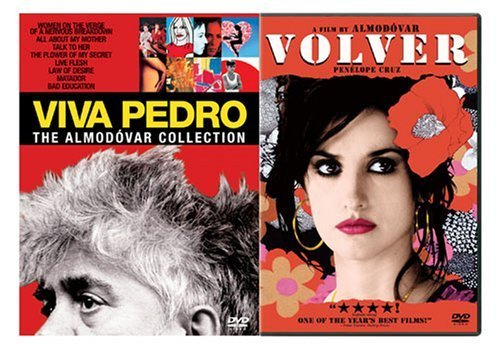 WOMEN ON THE VERGE
OF A NERVOUS BREAKDOWN
ALL ABOUT MY MOTHER
TALK TO HER
THE FLOWER OF MY SECRET
LIVE FLESH
LAW OF DESIRE
MATADOR
BAD EDUCATION
VIVA PEDRO
THE ALMODÓVAR COLLECTION
DVD
A FILM BY ALMODÓVAR
VOLVER
PENÉLOPE CRUZ
"★★★★!
ONE OF THE YEAR'S BEST FILMS!"
DVD